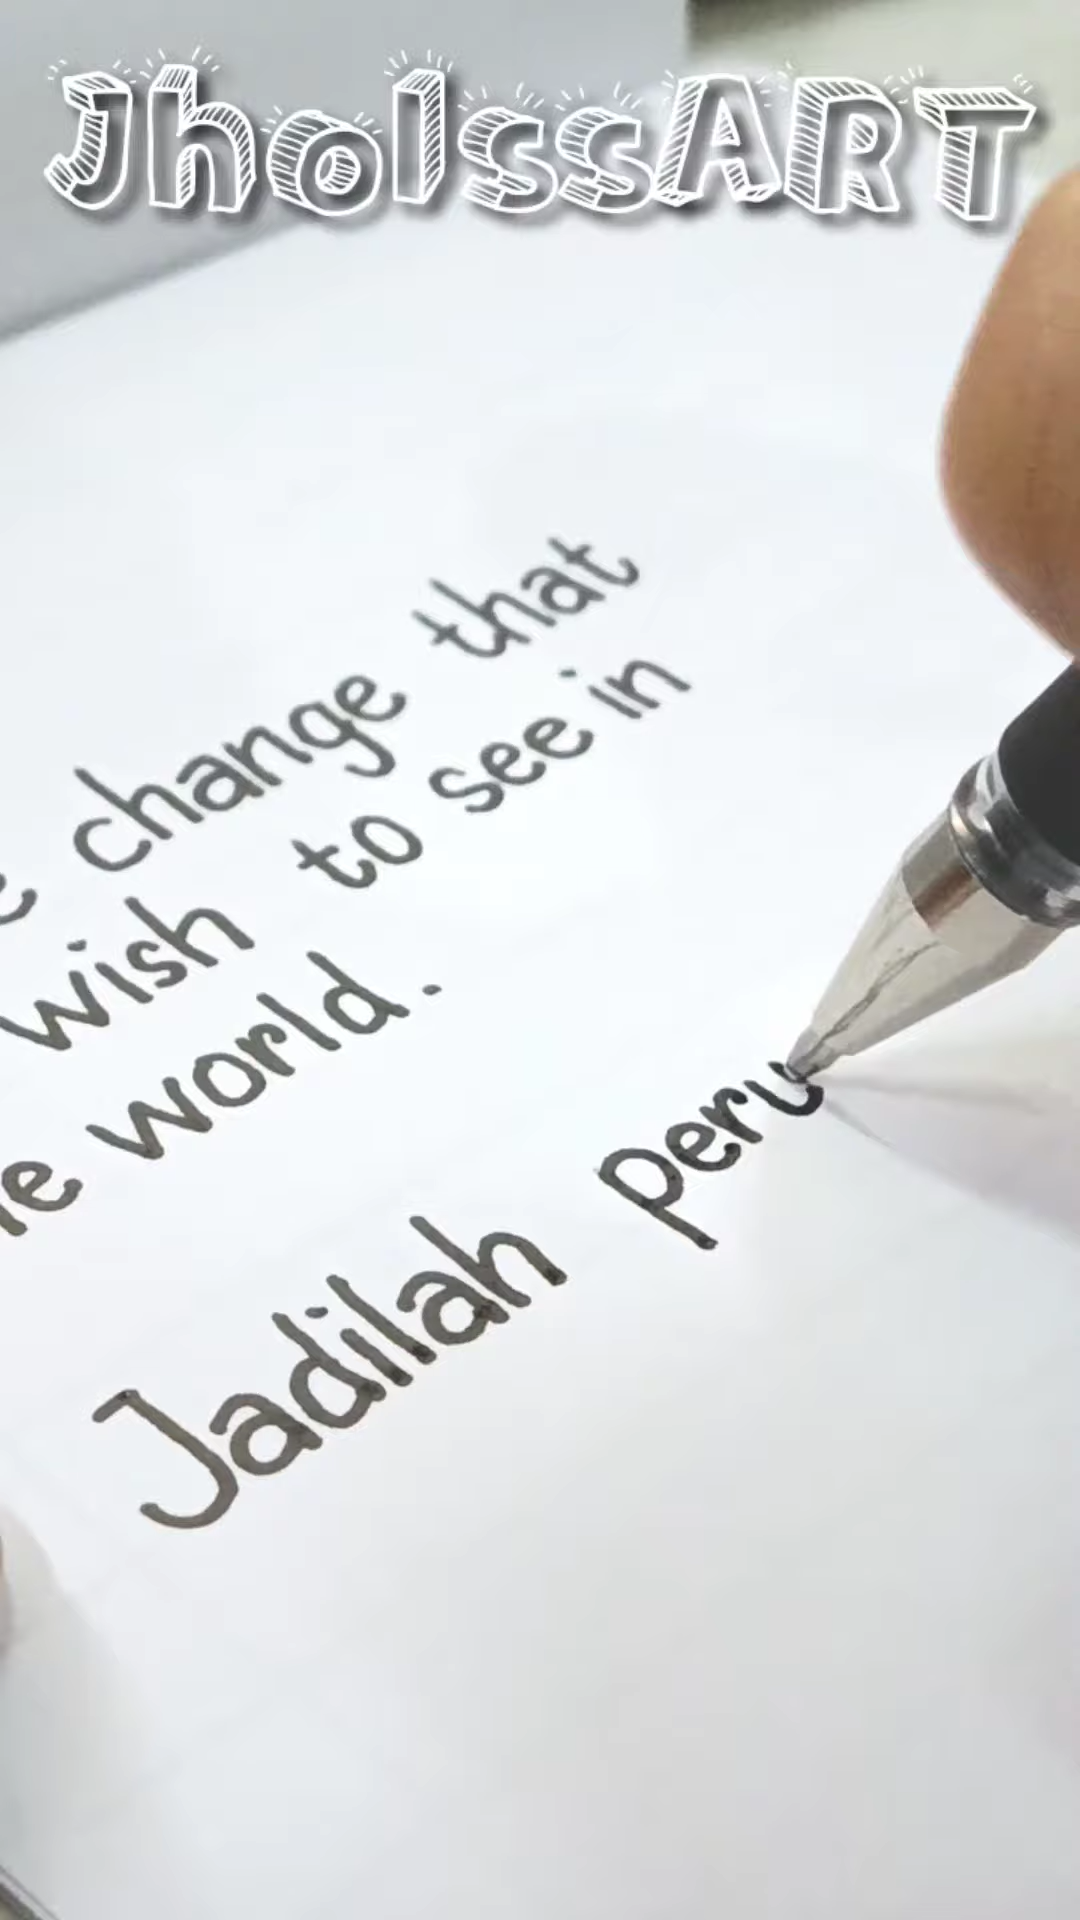 JholssART
change that
wish to see in
world.
Jadilah peru